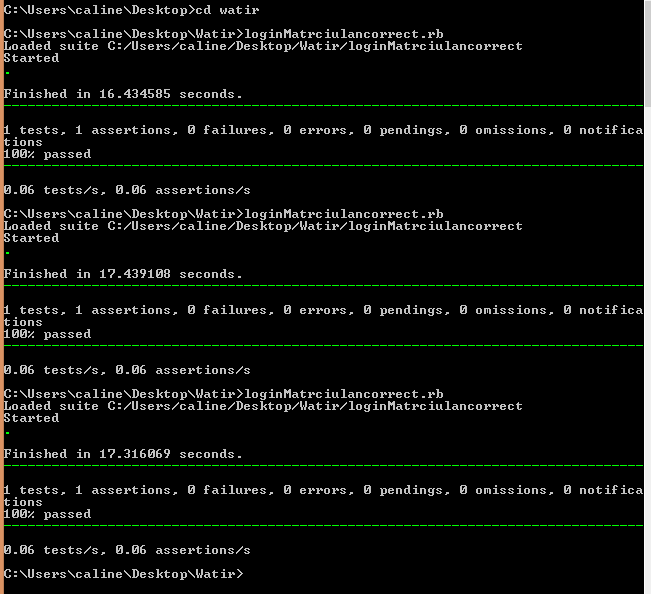 C:\Users\caline\Desktop>cd watir
C:\Users\caline\Desktop\Watir>loginMatrciulancorrect.rb
Loaded suite C:/Users/caline/Desktop/Watir/loginMatrciulancorrect
Started
.
Finished in 16.434585 seconds.
1 tests, 1 assertions, 0 failures, 0 errors, 0 pendings, 0 omissions, 0 notifica
tions
100% passed
0.06 tests/s, 0.06 assertions/s
C:\Users\caline\Desktop\Watir>loginMatrciulancorrect.rb
Loaded suite C:/Users/caline/Desktop/Watir/loginMatrciulancorrect
Started
.
Finished in 17.439108 seconds.
1 tests, 1 assertions, 0 failures, 0 errors, 0 pendings, 0 omissions, 0 notifica
tions
100% passed
0.06 tests/s, 0.06 assertions/s
C:\Users\caline\Desktop\Watir>loginMatrciulancorrect.rb
Loaded suite C:/Users/caline/Desktop/Watir/loginMatrciulancorrect
Started
.
Finished in 17.316069 seconds.
1 tests, 1 assertions, 0 failures, 0 errors, 0 pendings, 0 omissions, 0 notifica
tions
100% passed
0.06 tests/s, 0.06 assertions/s
C:\Users\caline\Desktop\Watir>